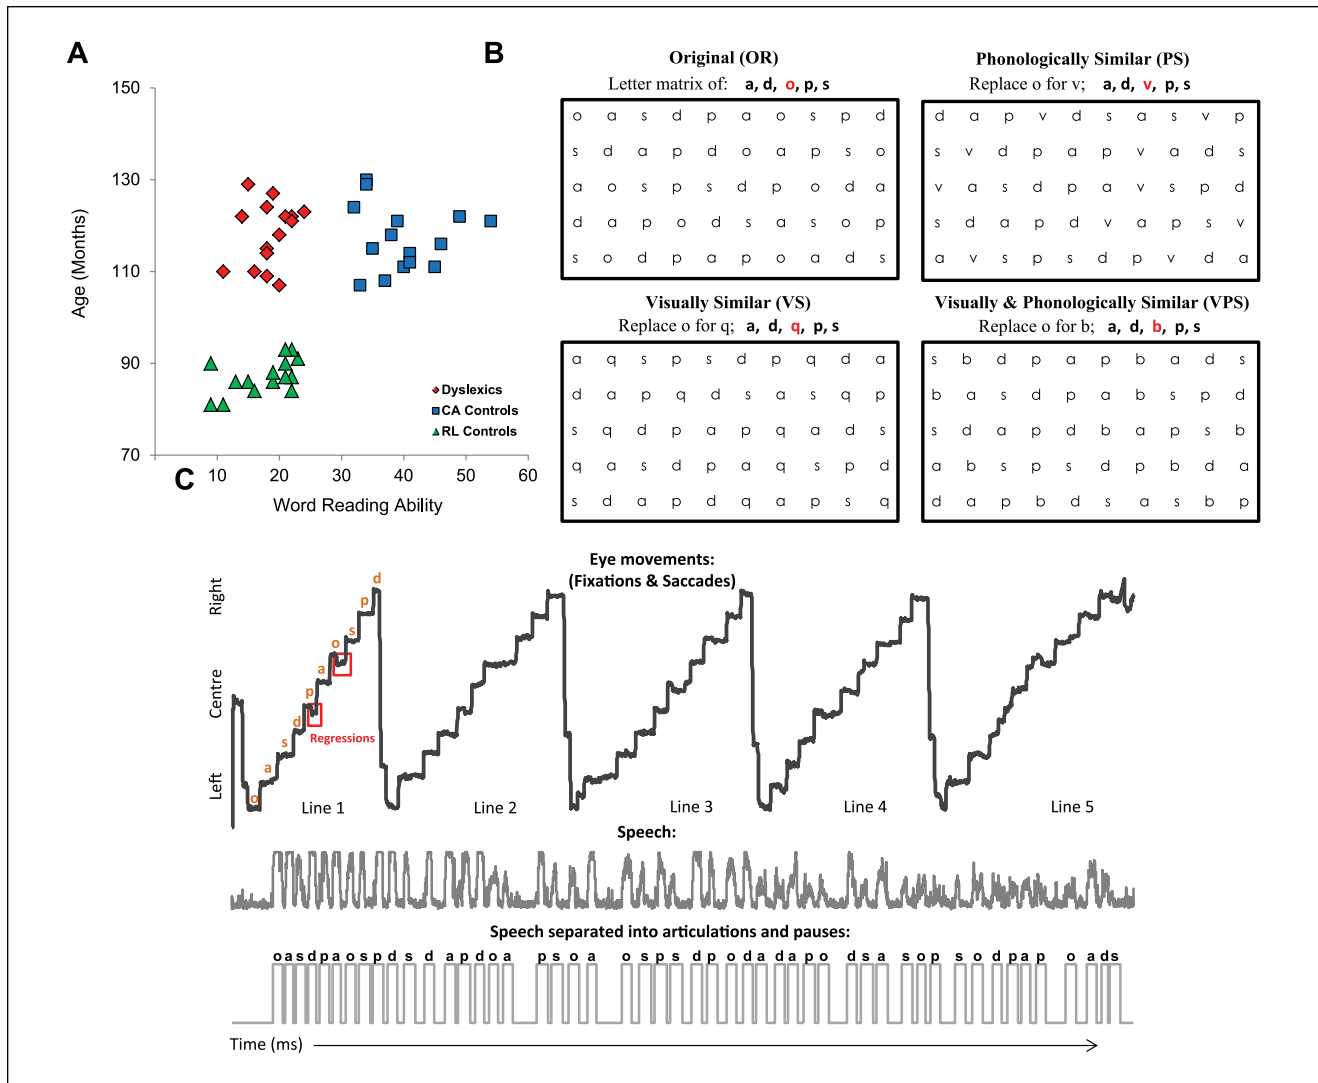 A
150
130
110
90
70
Age (Months)
10 20 30 40 50 60
Word Reading Ability
Dyslexics
CA Controls
RL Controls
B
Original (OR)
Letter matrix of: a, d, o, p, s
o a s d p a o s p d
s d a p d o a p s o
a o s p s d p o d a
d a p o d s a s o p
s o d p a p o a d s
Phonologically Similar (PS)
Replace o for v; a, d, v, p, s
d a p v d s a s v p
s v d p a p v a d s
v a s d p a v s p d
s d a p d v a p s v
a v s p s d p v d a
Visually Similar (VS)
Replace o for q; a, d, q, p, s
a q s p s d p q d a
d a p q d s a s q p
s q d p a p q a d s
q a s d p a q s p d
s d a p d q a p s q
Visually & Phonologically Similar (VPS)
Replace o for b; a, d, b, p, s
s b d p a p b a d s
b a s d p a b s p d
s d a p d b a p s b
a b s p s d p b d a
d a p b d s a s b p
C
Eye movements:
(Fixations & Saccades)
Right
Centre
Left
o a s d p a o s p d
Regressions
Line 1 Line 2 Line 3 Line 4 Line 5
Speech:
Speech separated into articulations and pauses:
o a s d p a o s p d s d a p d o a p s o a o s p s d p o d a d a p o d s a s o p s o d p a p o a d s
Time (ms)